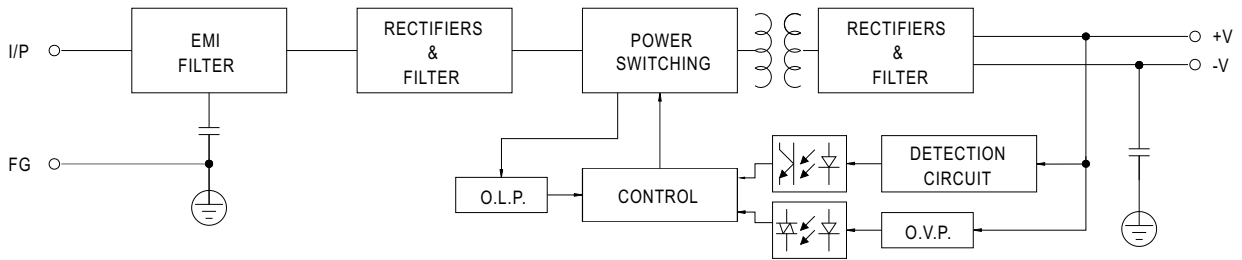 I/P
EMI
FILTER
RECTIFIERS
&
FILTER
POWER
SWITCHING
RECTIFIERS
&
FILTER
+V
-V
FG
O.L.P.
CONTROL
DETECTION
CIRCUIT
O.V.P.